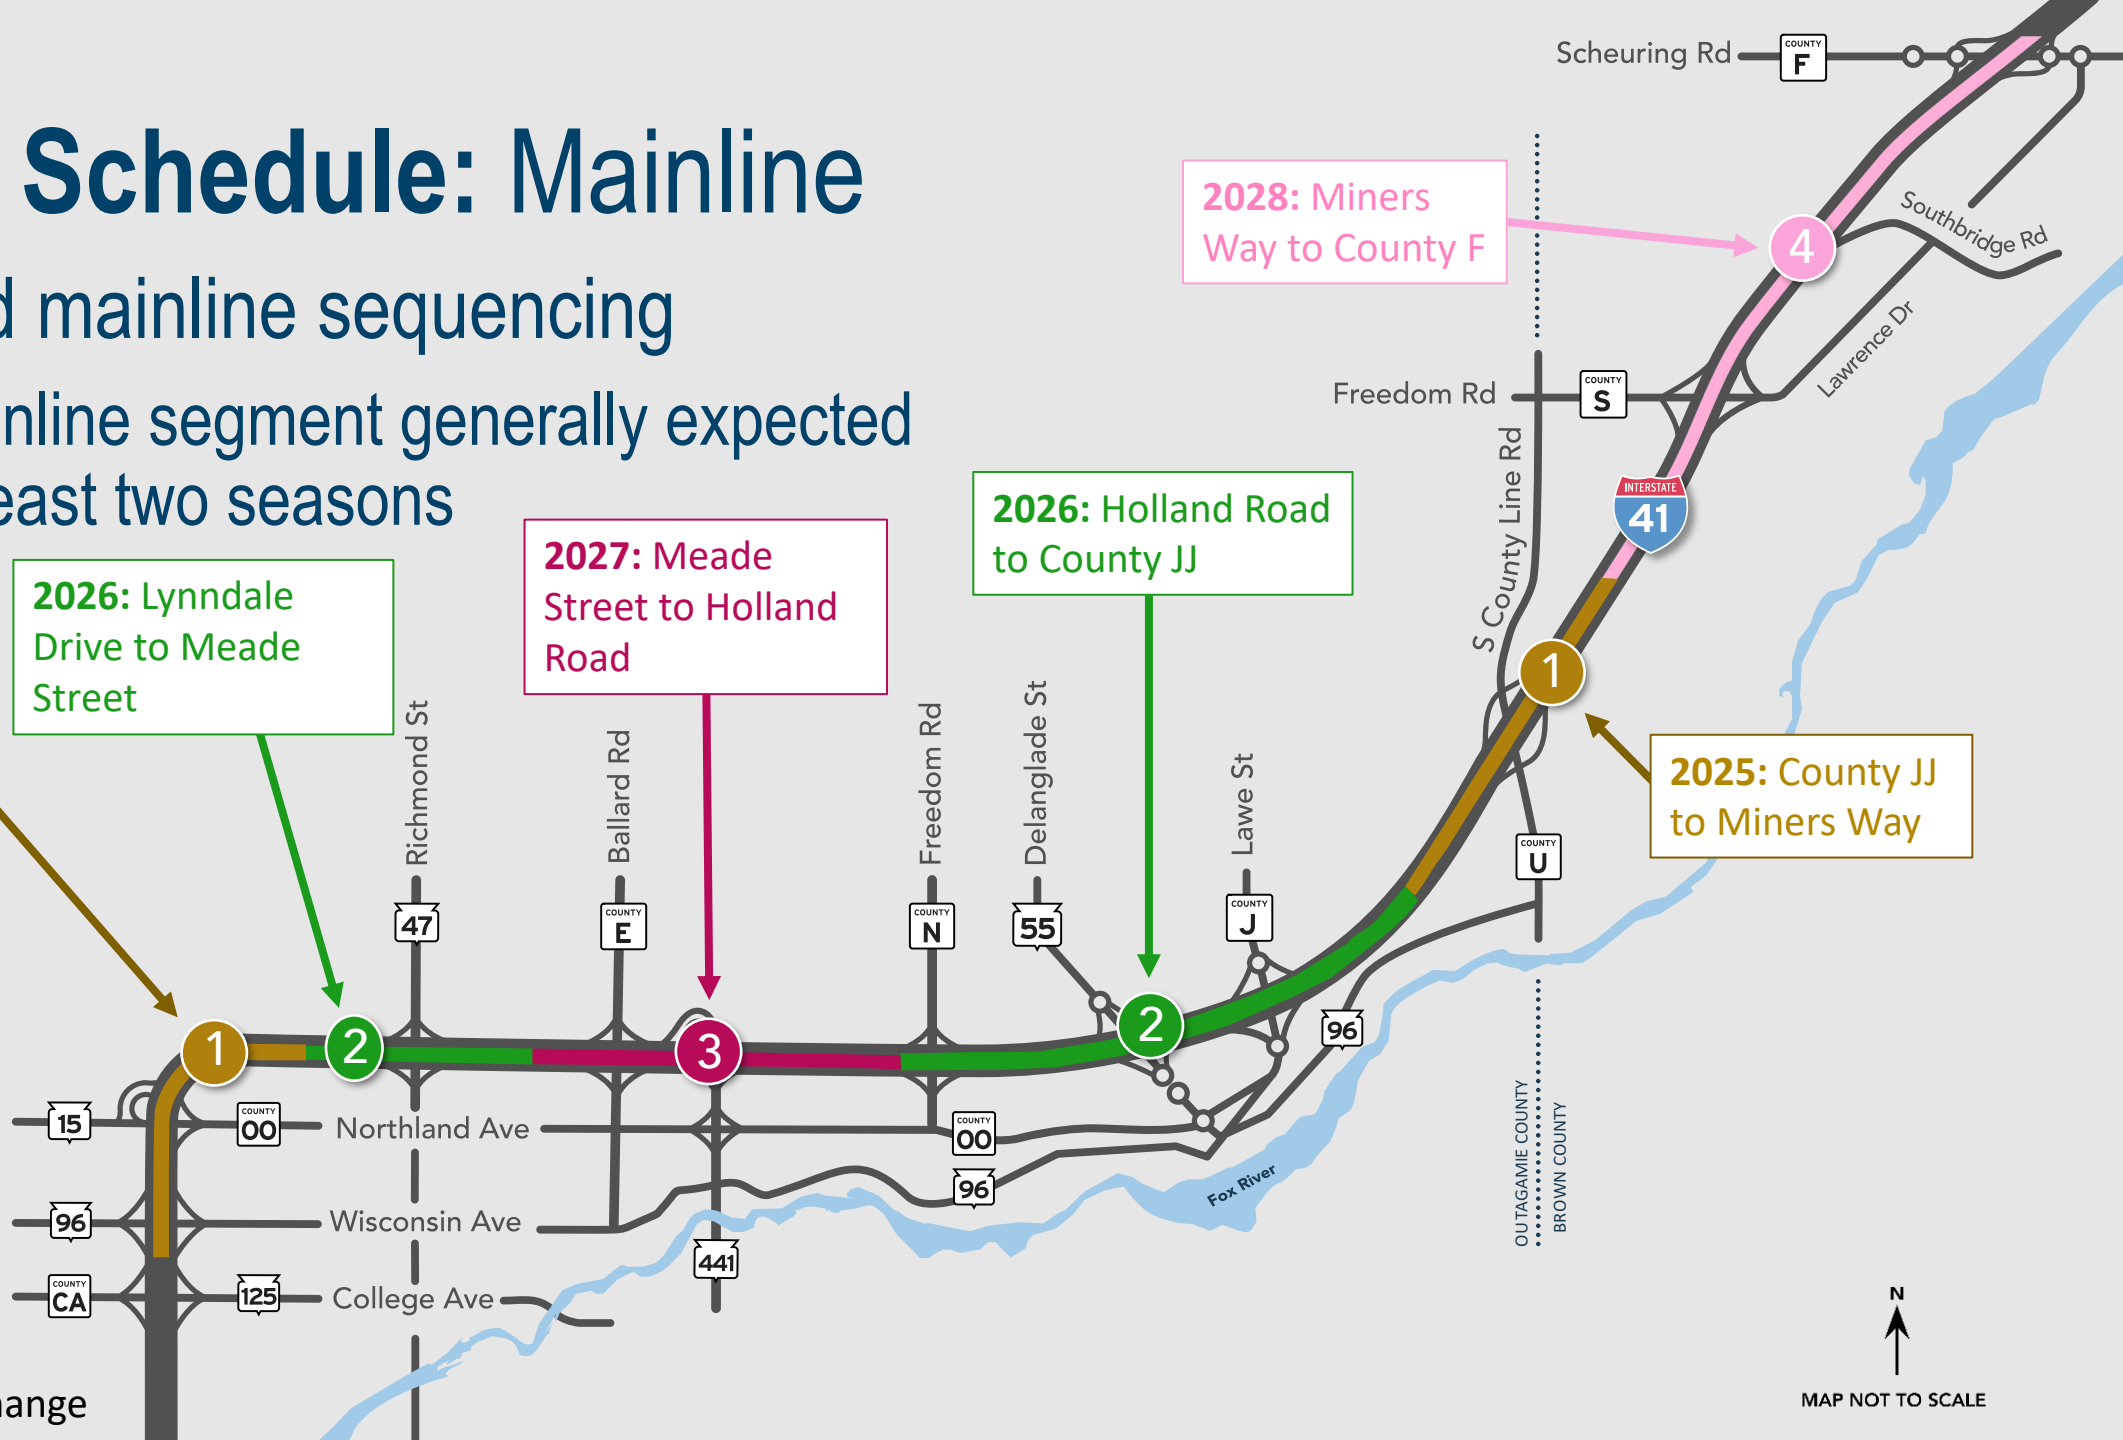 Scheuring Rd
COUNTY
F
Schedule: Mainline
2028: Miners
Way to County F
4
Southbridge Rd
mainline sequencing
Lawrence Dr
Freedom Rd
COUNTY
S
nline segment generally expected
east two seasons
S County Line Rd
INTERSTATE
41
2026: Holland Road
to County JJ
2027: Meade
Street to Holland
Road
2026: Lynndale
Drive to Meade
Street
1
2025: County JJ
to Miners Way
Richmond St
Ballard Rd
Freedom Rd
Delanglade St
Lawe St
COUNTY
U
47
COUNTY
E
COUNTY
N
55
COUNTY
J
1
2
3
2
96
15
COUNTY
OO
Northland Ave
COUNTY
OO
96
Wisconsin Ave
96
Fox River
OUTAGAMIE COUNTY
BROWN COUNTY
441
COUNTY
CA
125
College Ave
N
MAP NOT TO SCALE
hange